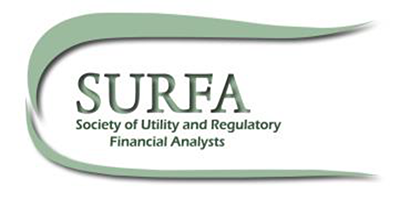 SURFA
Society of Utility and Regulatory
Financial Analysts